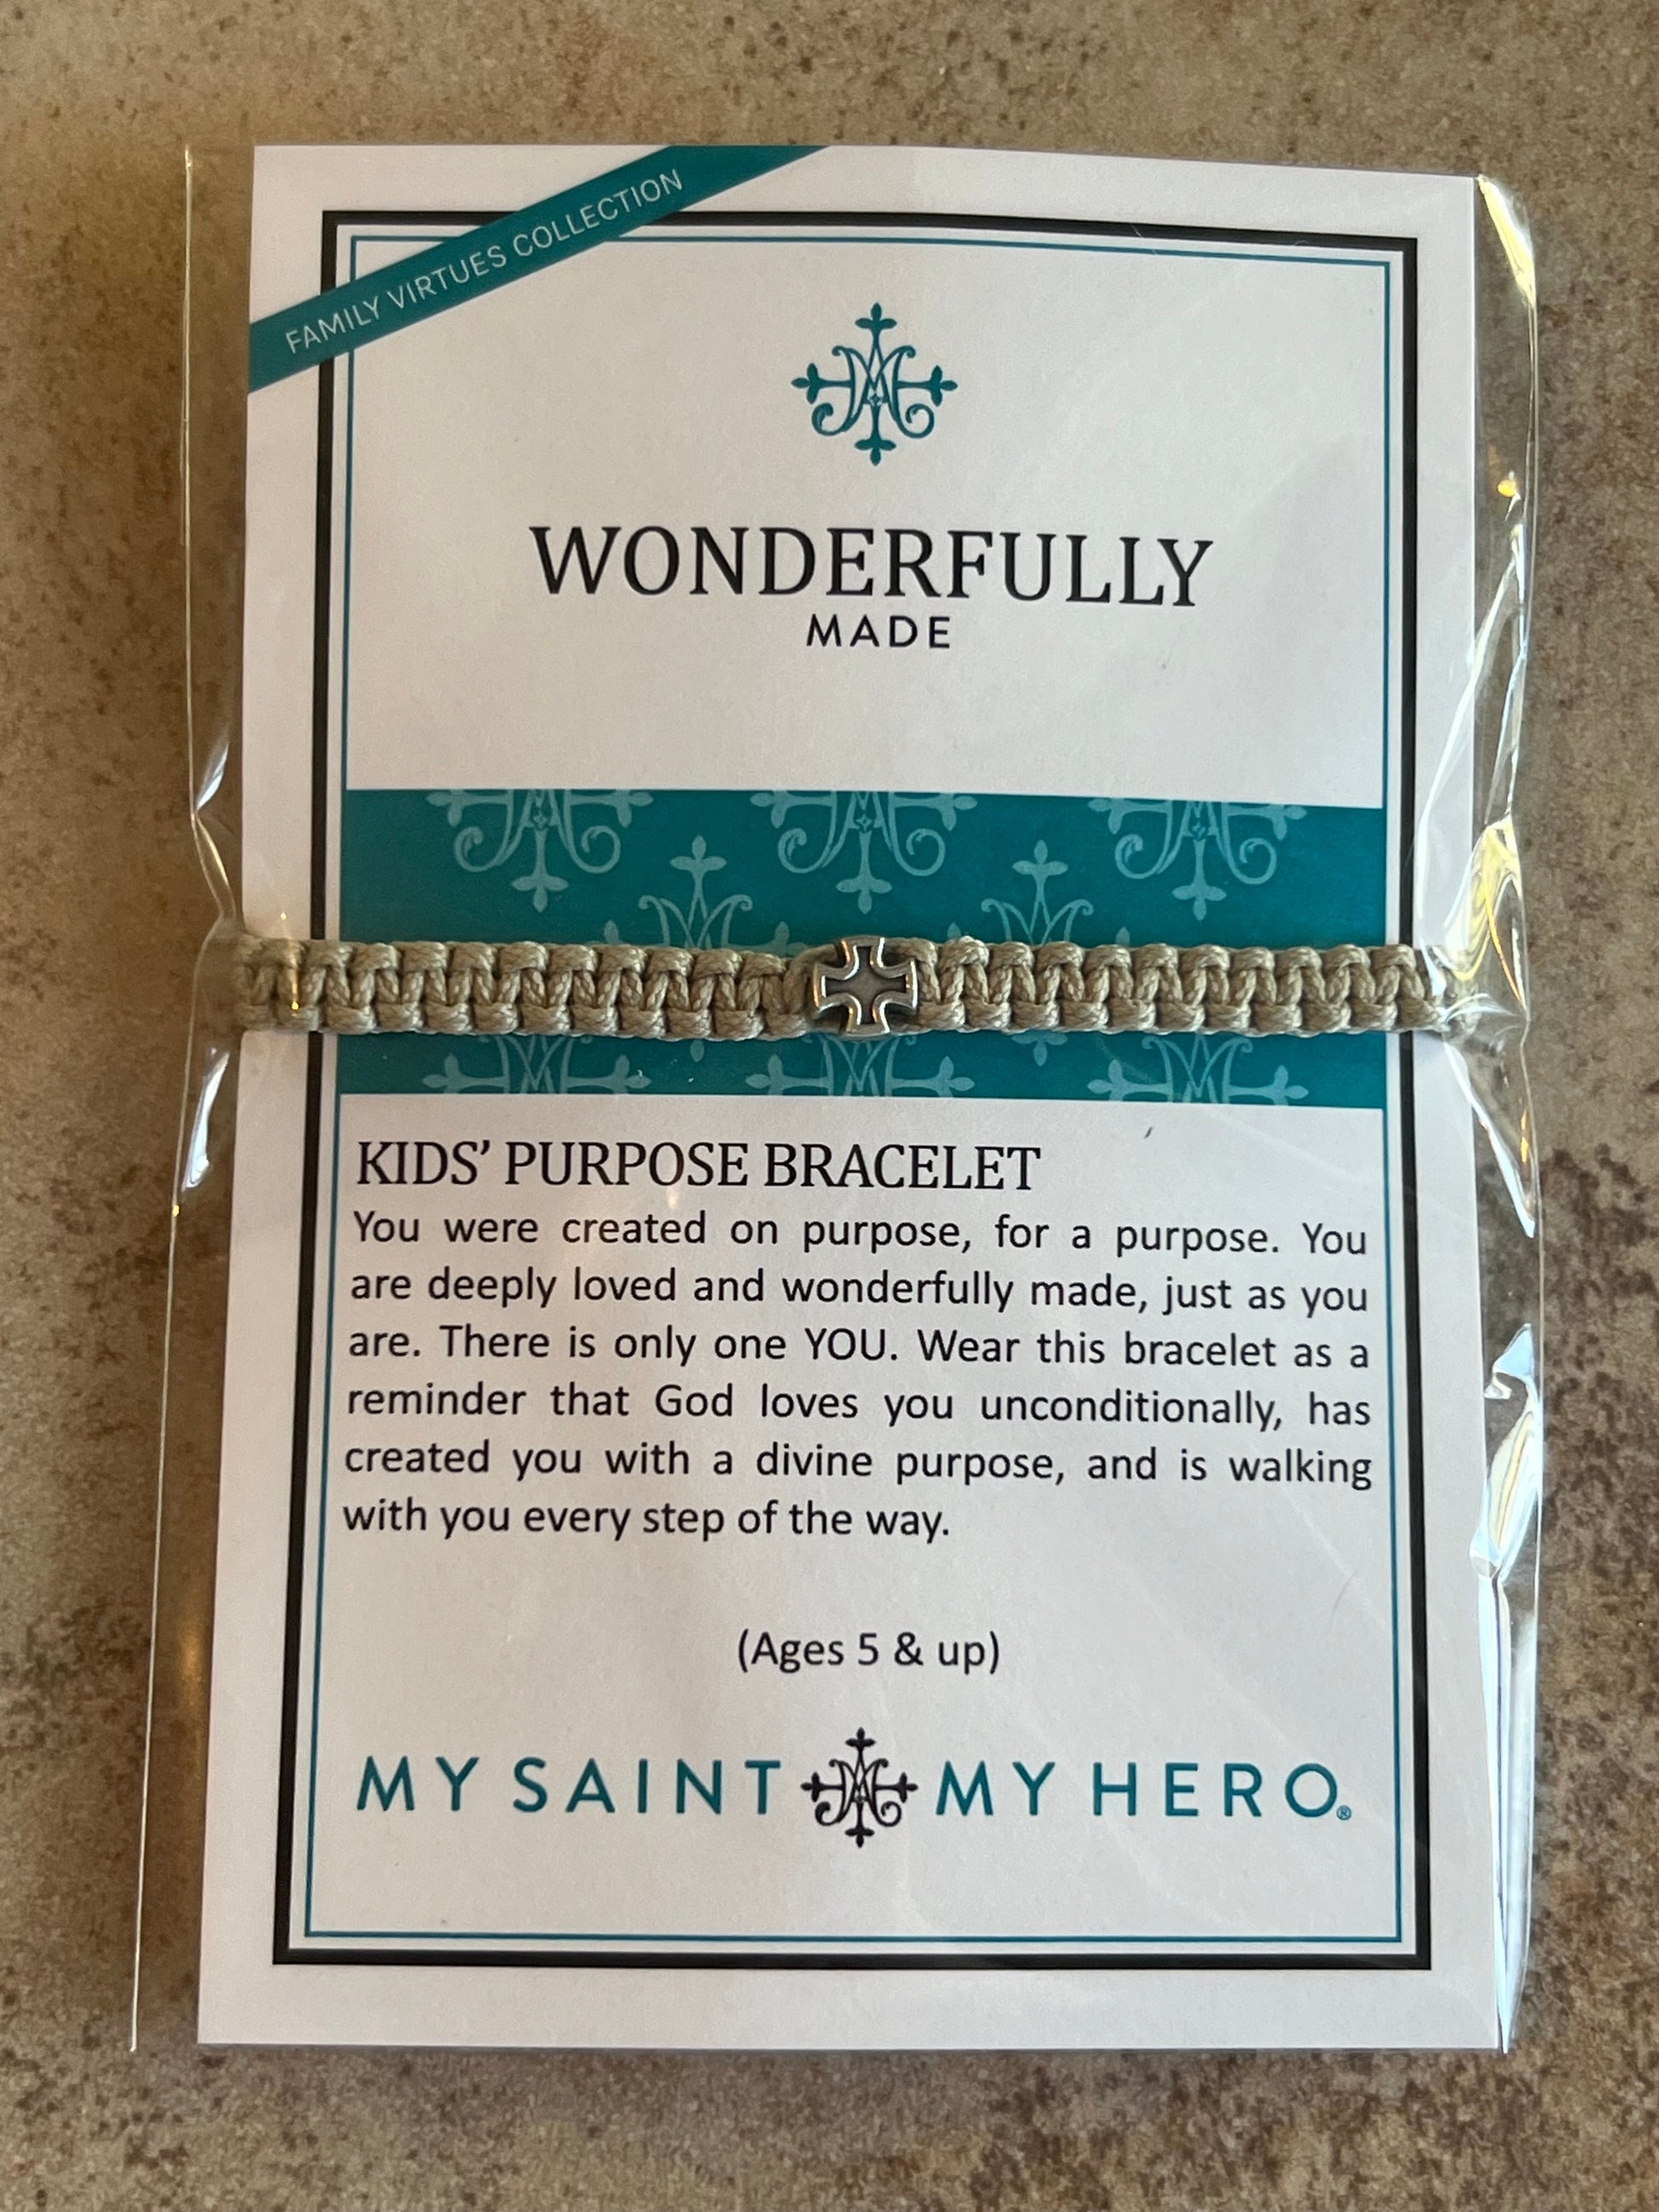 FAMILY VIRTUES COLLECTION
WONDERFULLY
MADE
KIDS’ PURPOSE BRACELET
You were created on purpose, for a purpose. You
are deeply loved and wonderfully made, just as you
are. There is only one YOU. Wear this bracelet as a
reminder that God loves you unconditionally, has
created you with a divine purpose, and is walking
with you every step of the way.
(Ages 5 & up)
MY SAINT MY HERO®